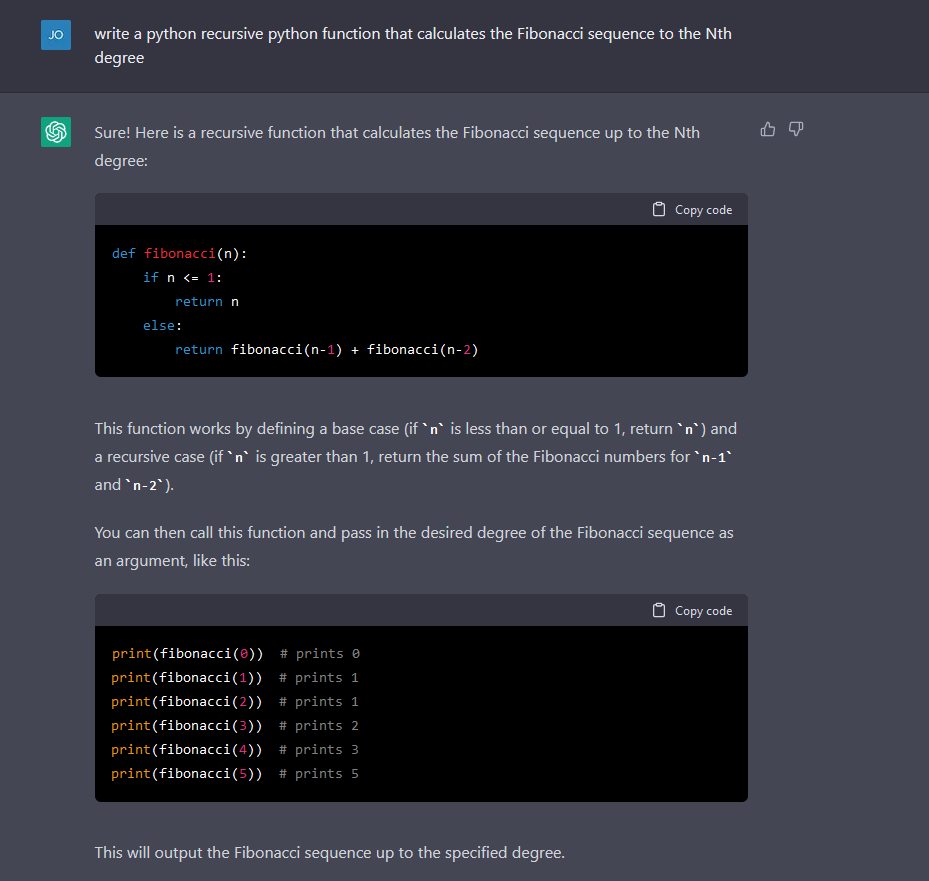 JO
write a python recursive python function that calculates the Fibonacci sequence to the Nth
degree
Sure! Here is a recursive function that calculates the Fibonacci sequence up to the Nth
degree:
Copy code
def fibonacci(n):
    if n <= 1:
        return n
    else:
        return fibonacci(n-1) + fibonacci(n-2)
This function works by defining a base case (if `n` is less than or equal to 1, return `n`) and
a recursive case (if `n` is greater than 1, return the sum of the Fibonacci numbers for `n-1`
and `n-2`).
You can then call this function and pass in the desired degree of the Fibonacci sequence as
an argument, like this:
Copy code
print(fibonacci(0))  # prints 0
print(fibonacci(1))  # prints 1
print(fibonacci(2))  # prints 1
print(fibonacci(3))  # prints 2
print(fibonacci(4))  # prints 3
print(fibonacci(5))  # prints 5
This will output the Fibonacci sequence up to the specified degree.